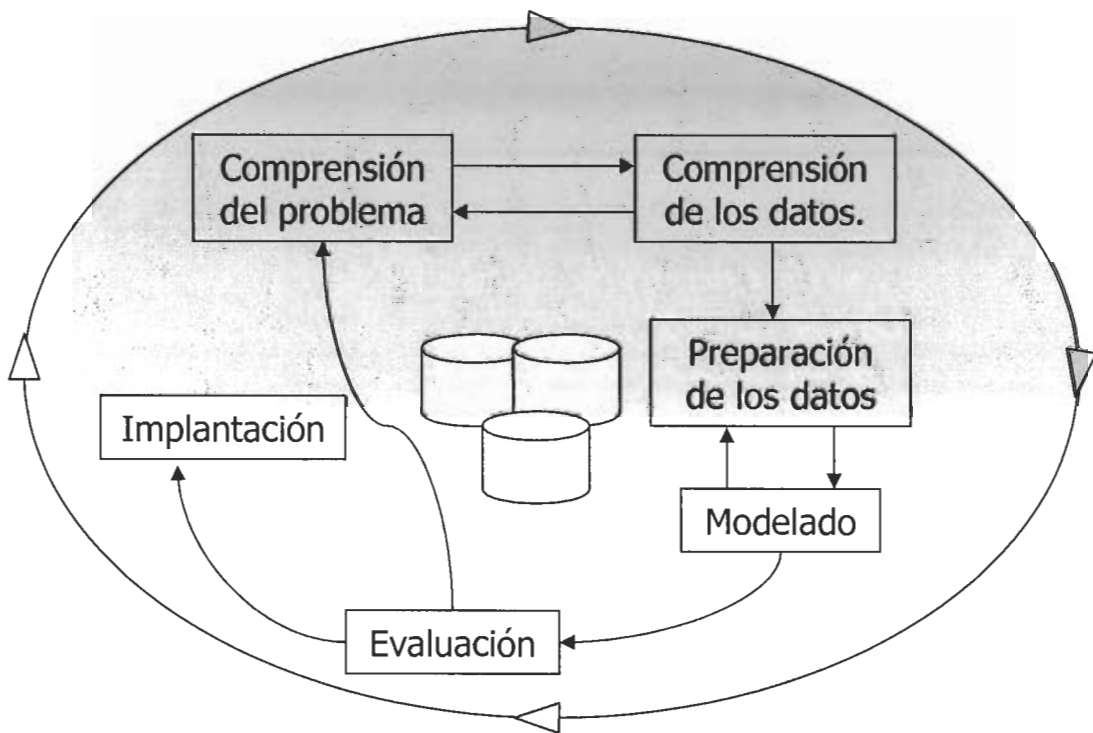 Comprensión
del problema
Comprensión
de los datos.
Preparación
de los datos
Implantación
Modelado
Evaluación